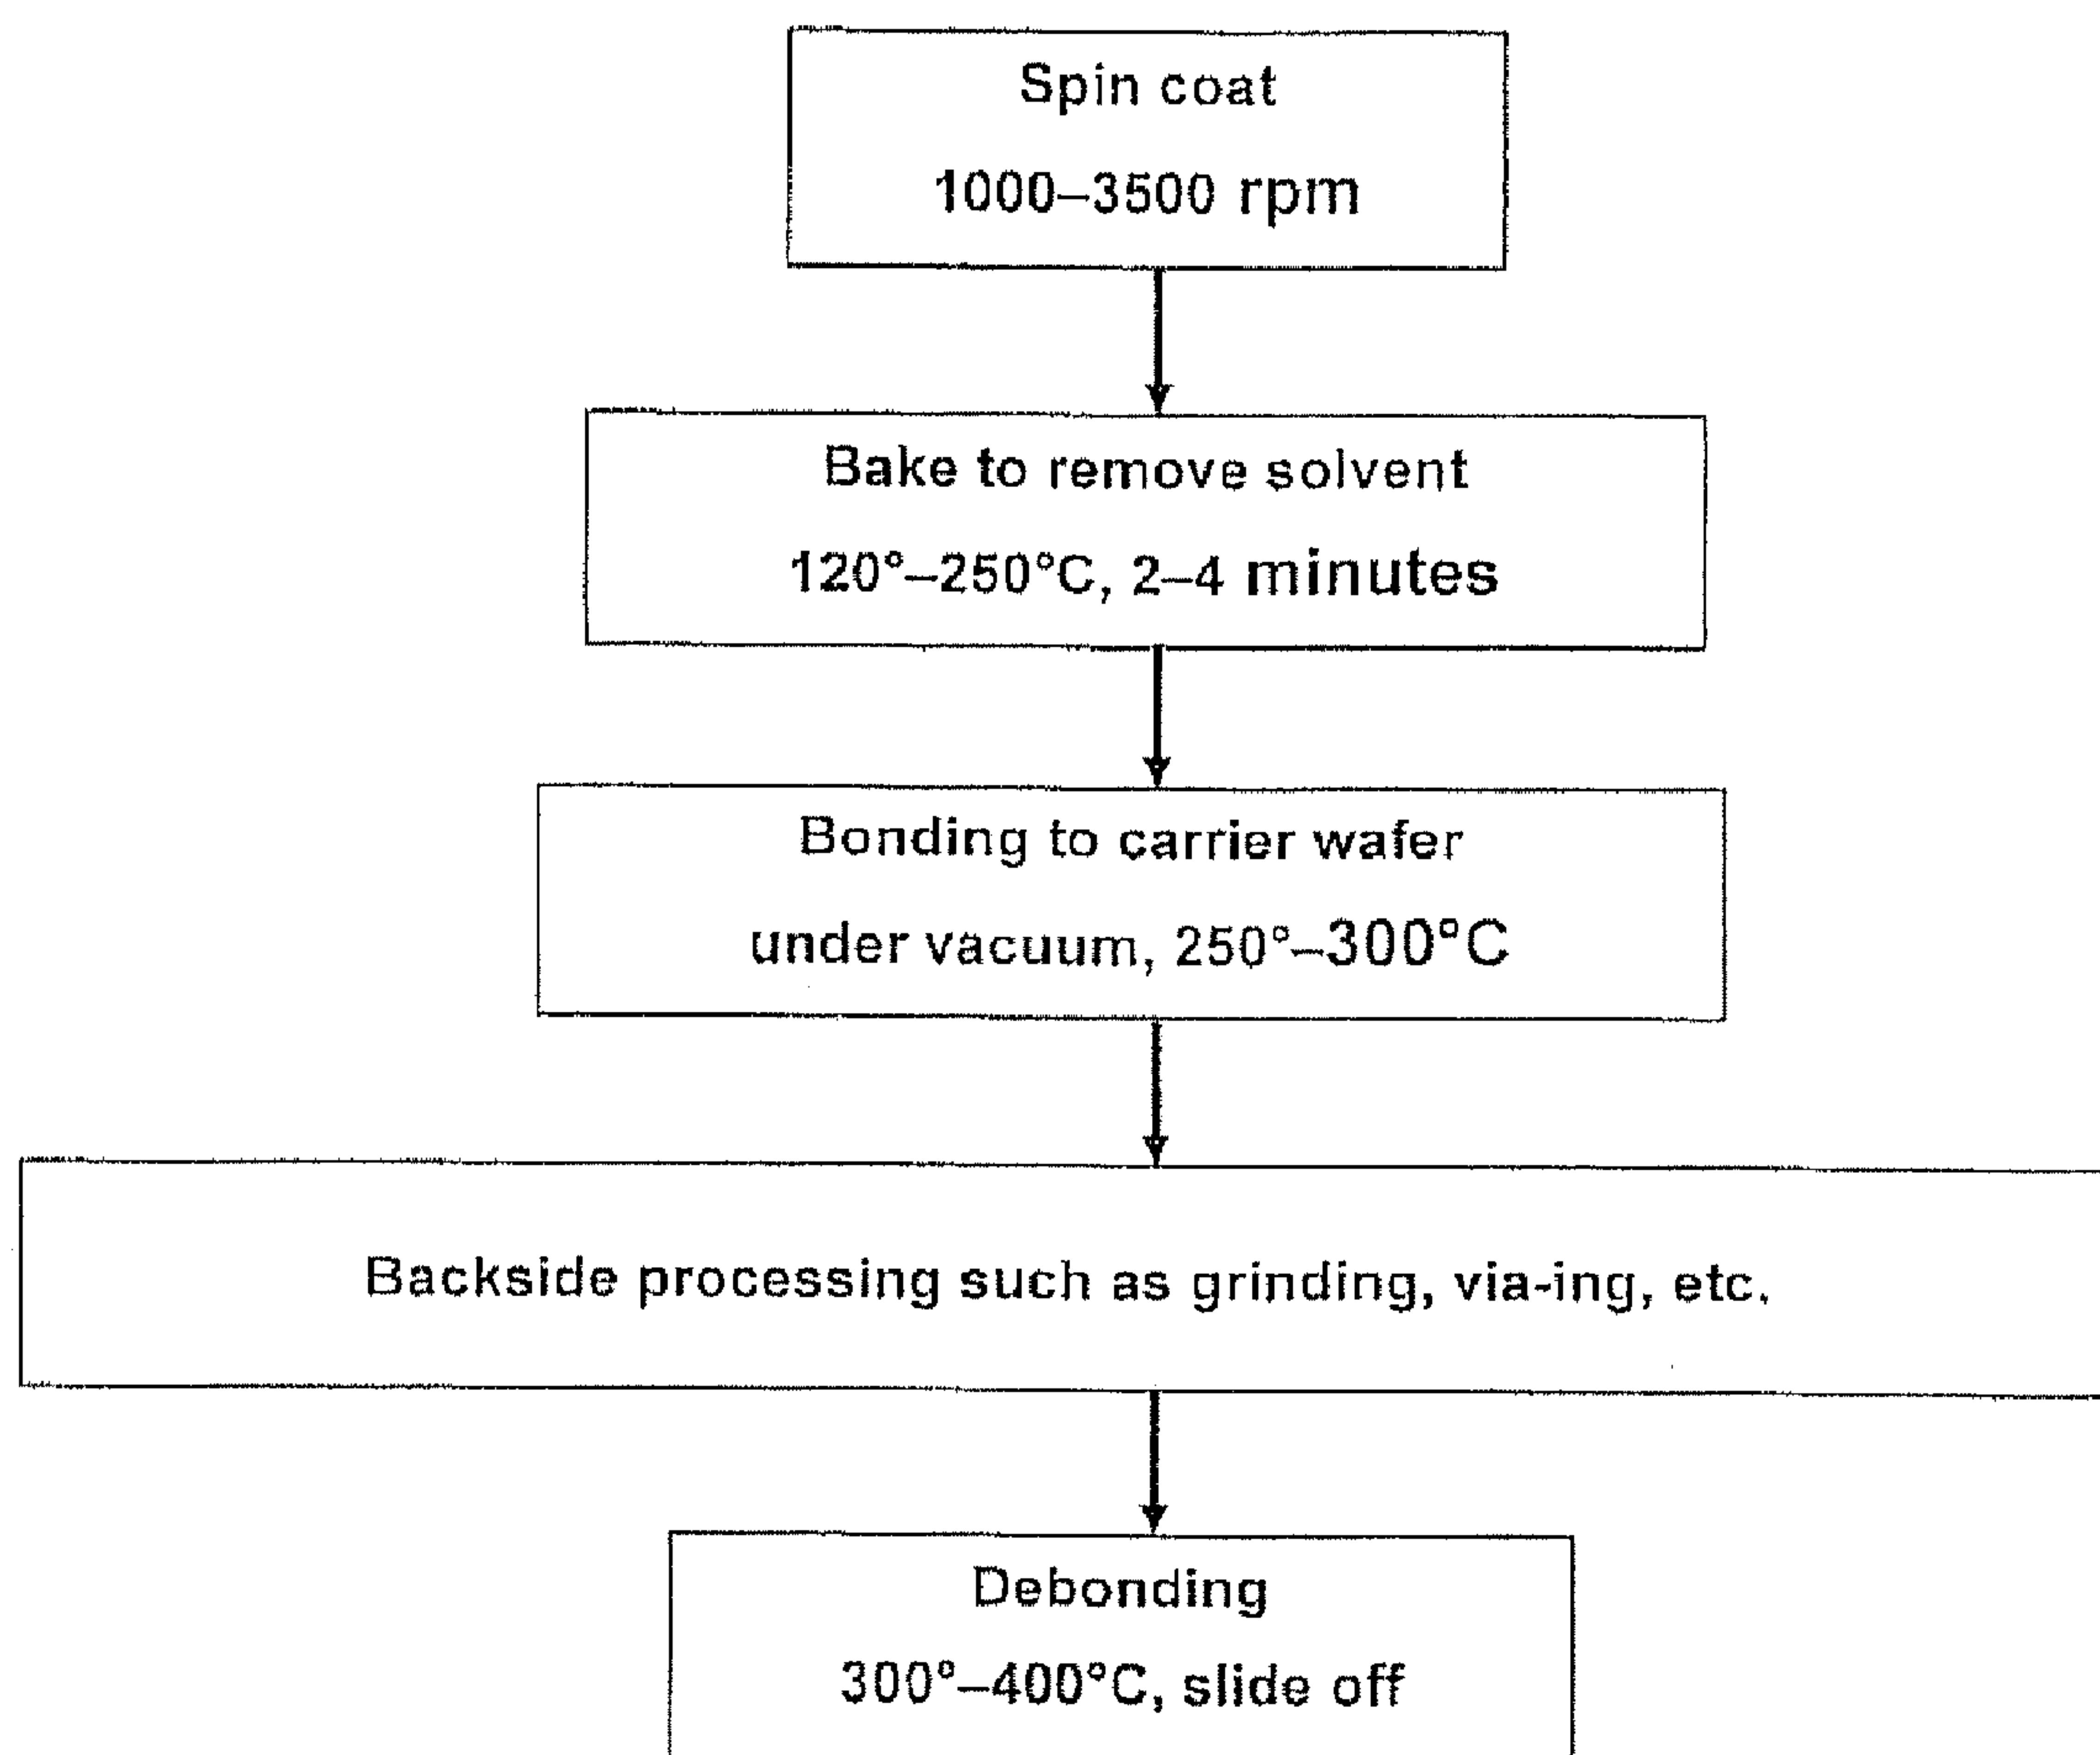 Spin coat
1000–3500 rpm
Bake to remove solvent
120°–250°C, 2–4 minutes
Bonding to carrier wafer
under vacuum, 250°–300°C
Backside processing such as grinding, via-ing, etc.
Debonding
300°–400°C, slide off